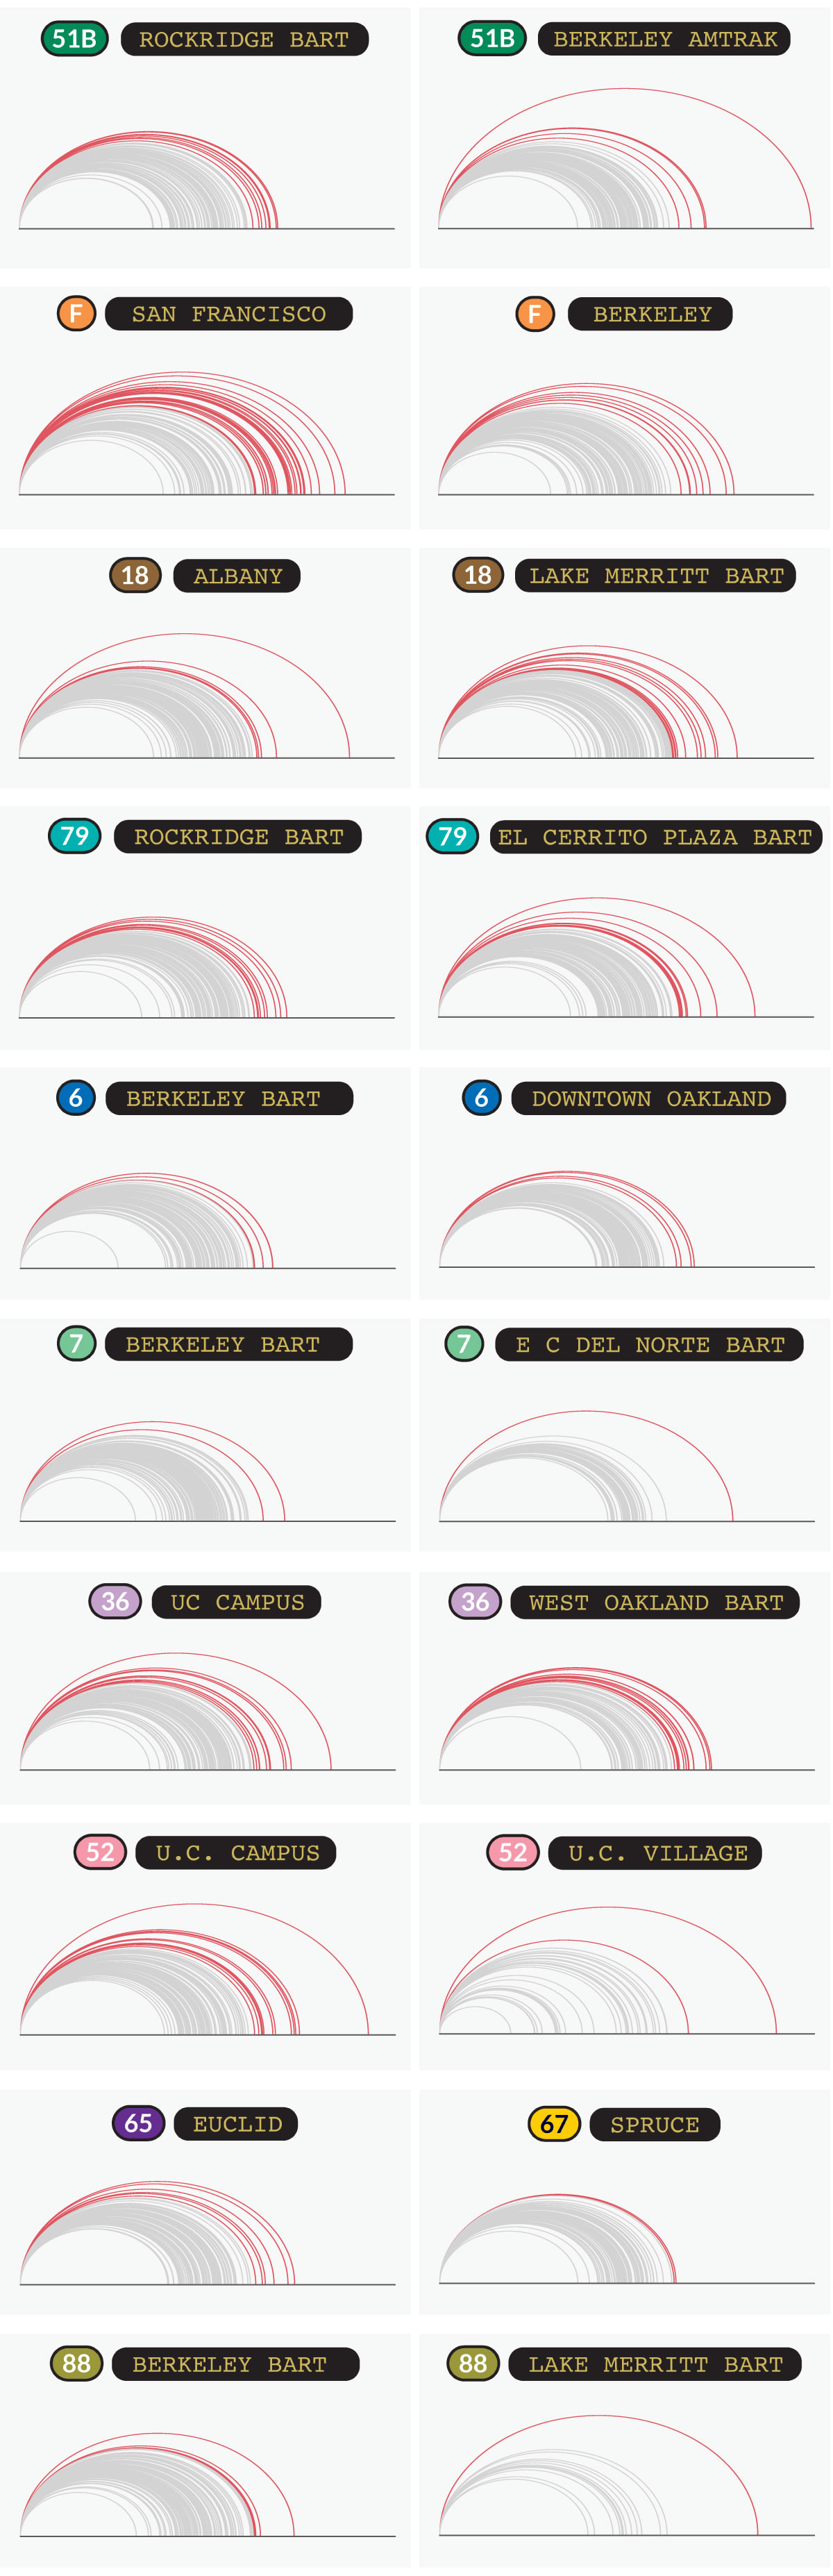 51B ROCKRIDGE BART
51B BERKELEY AMTRAK
F SAN FRANCISCO
F BERKELEY
18 ALBANY
18 LAKE MERRITT BART
79 ROCKRIDGE BART
79 EL CERRITO PLAZA BART
6 BERKELEY BART
6 DOWNTOWN OAKLAND
7 BERKELEY BART
7 E C DEL NORTE BART
36 UC CAMPUS
36 WEST OAKLAND BART
52 U.C. CAMPUS
52 U.C. VILLAGE
65 EUCLID
67 SPRUCE
88 BERKELEY BART
88 LAKE MERRITT BART